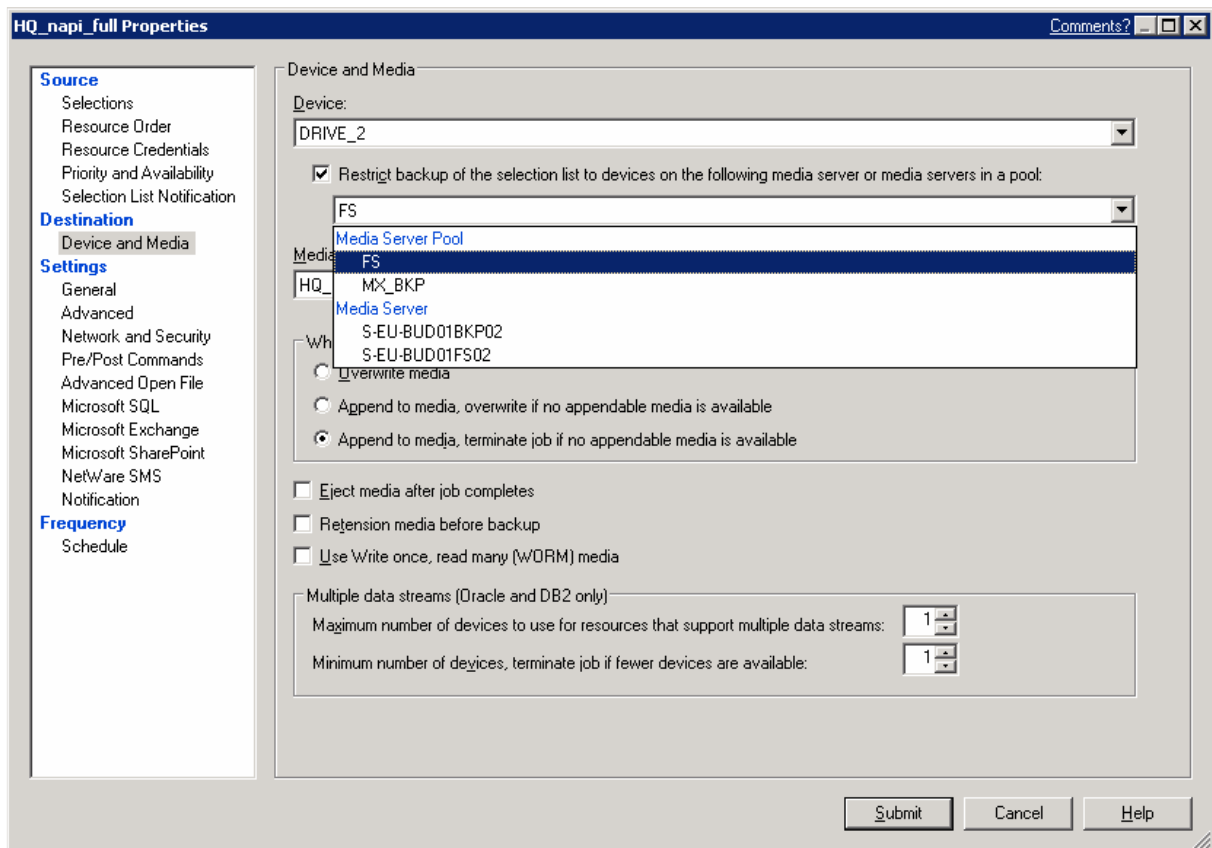 HQ_napi_full Properties Comments?
Source
Selections
Resource Order
Resource Credentials
Priority and Availability
Selection List Notification
Destination
Device and Media
Settings
General
Advanced
Network and Security
Pre/Post Commands
Advanced Open File
Microsoft SQL
Microsoft Exchange
Microsoft SharePoint
NetWare SMS
Notification
Frequency
Schedule
Device and Media
Device:
DRIVE_2
Restrict backup of the selection list to devices on the following media server or media servers in a pool:
FS
Media Server Pool
FS
MX_BKP
Media Server
S-EU-BUD01BKP02
S-EU-BUD01FS02
Media
HQ_
Wh
Overwrite media
Append to media, overwrite if no appendable media is available
Append to media, terminate job if no appendable media is available
Eject media after job completes
Retension media before backup
Use Write once, read many (WORM) media
Multiple data streams (Oracle and DB2 only)
Maximum number of devices to use for resources that support multiple data streams: 1
Minimum number of devices, terminate job if fewer devices are available: 1
Submit Cancel Help